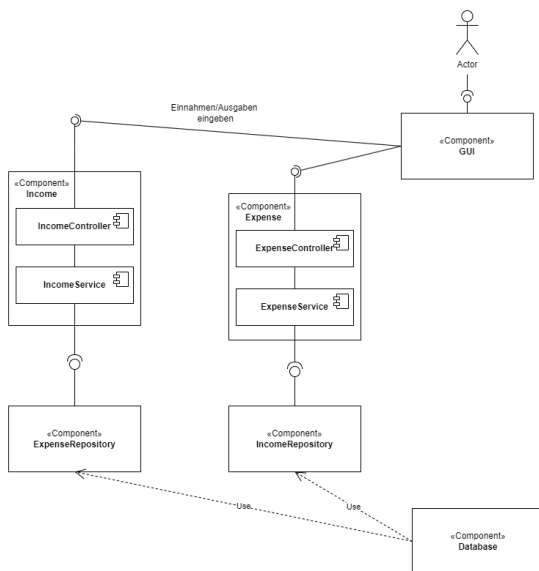 Actor
Einnahmen/Ausgaben
eingeben
«Component»
GUI
«Component»
Income
IncomeController
IncomeService
«Component»
Expense
ExpenseController
ExpenseService
«Component»
ExpenseRepository
«Component»
IncomeRepository
Use
Use
«Component»
Database